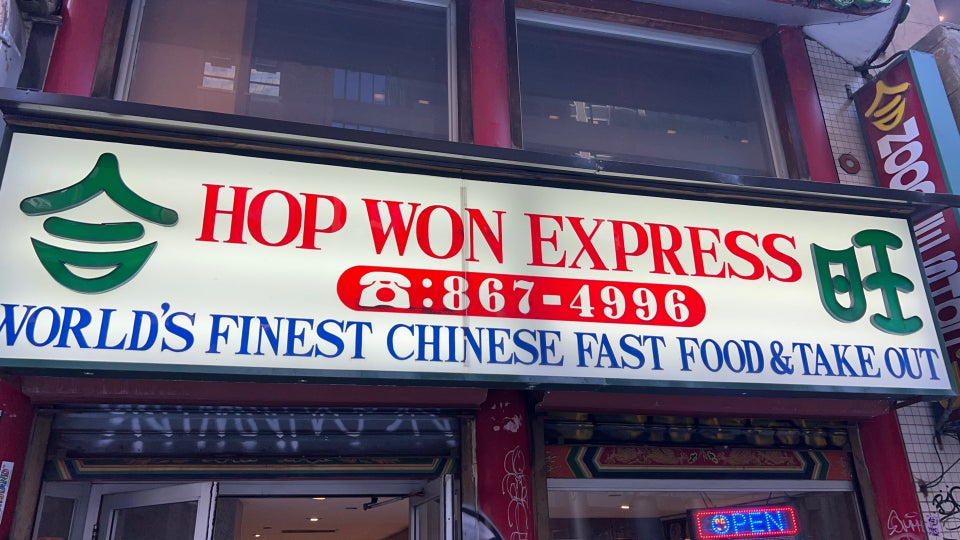 合 HOP WON EXPRESS 旺
☎:867-4996
WORLD'S FINEST CHINESE FAST FOOD & TAKE OUT
OPEN